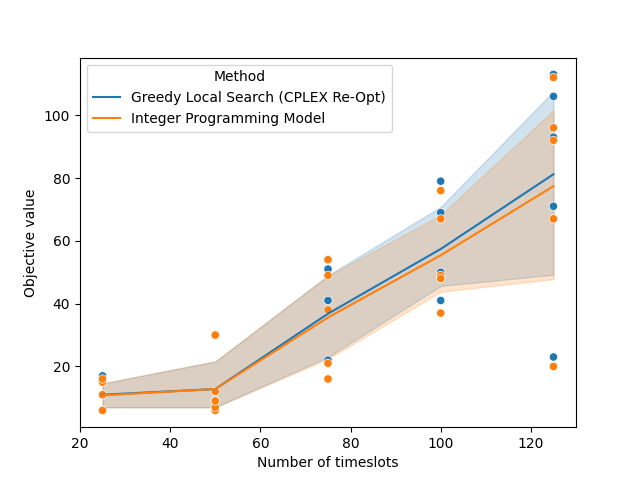 Method
Greedy Local Search (CPLEX Re-Opt)
Integer Programming Model
Objective value
100
80
60
40
20
20 40 60 80 100 120
Number of timeslots